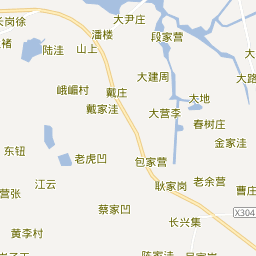 长岗徐
大尹庄
潘楼
段家营
褚
陆洼
山上
大
大建周
大路
峨嵋村
戴庄
大地
戴家洼
大营李
春树庄
金家洼
东钮
老虎凹
包家营
江云
耿家岗
老余营
营张
曹庄
蔡家凹
X304
长兴集
黄李村
陈家洼